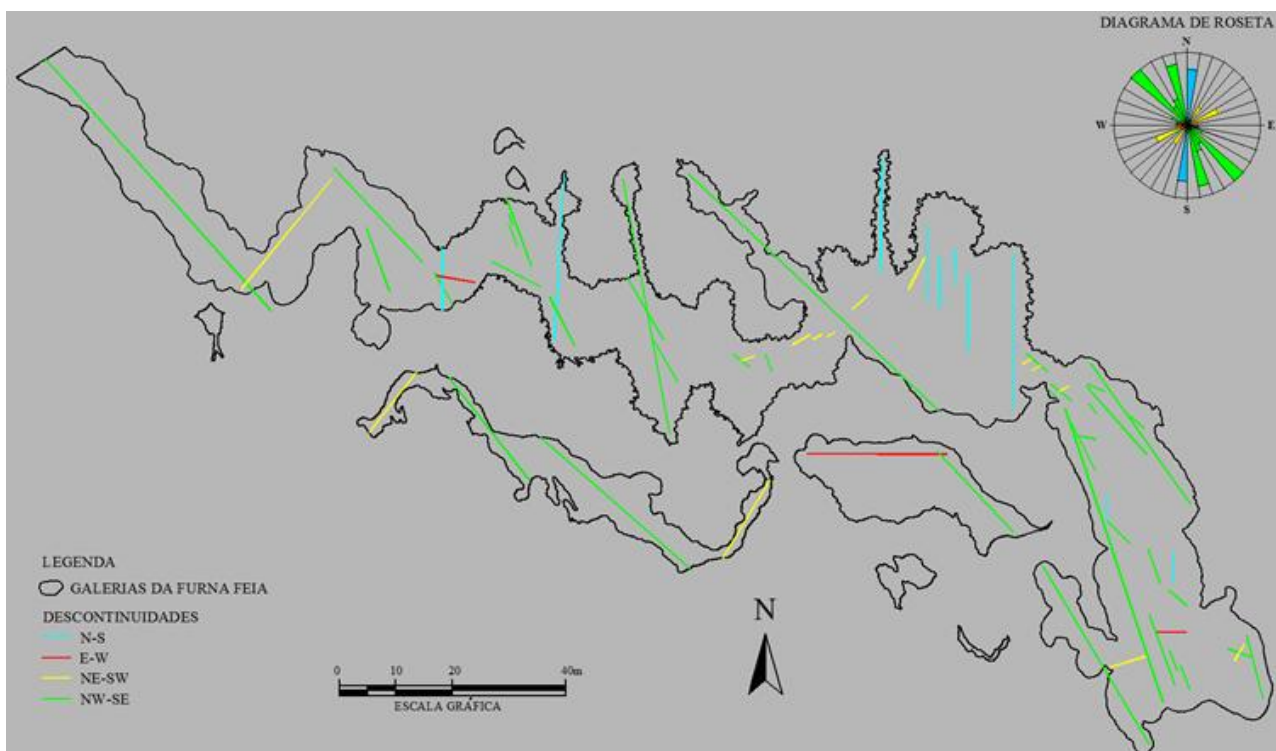 DIAGRAMA DE ROSETA
N
W
E
S
LEGENDA
GALERIAS DA FURNA FEIA
DESCONTINUIDADES
N-S
E-W
NE-SW
NW-SE
N
0 10 20 40m
ESCALA GRÁFICA